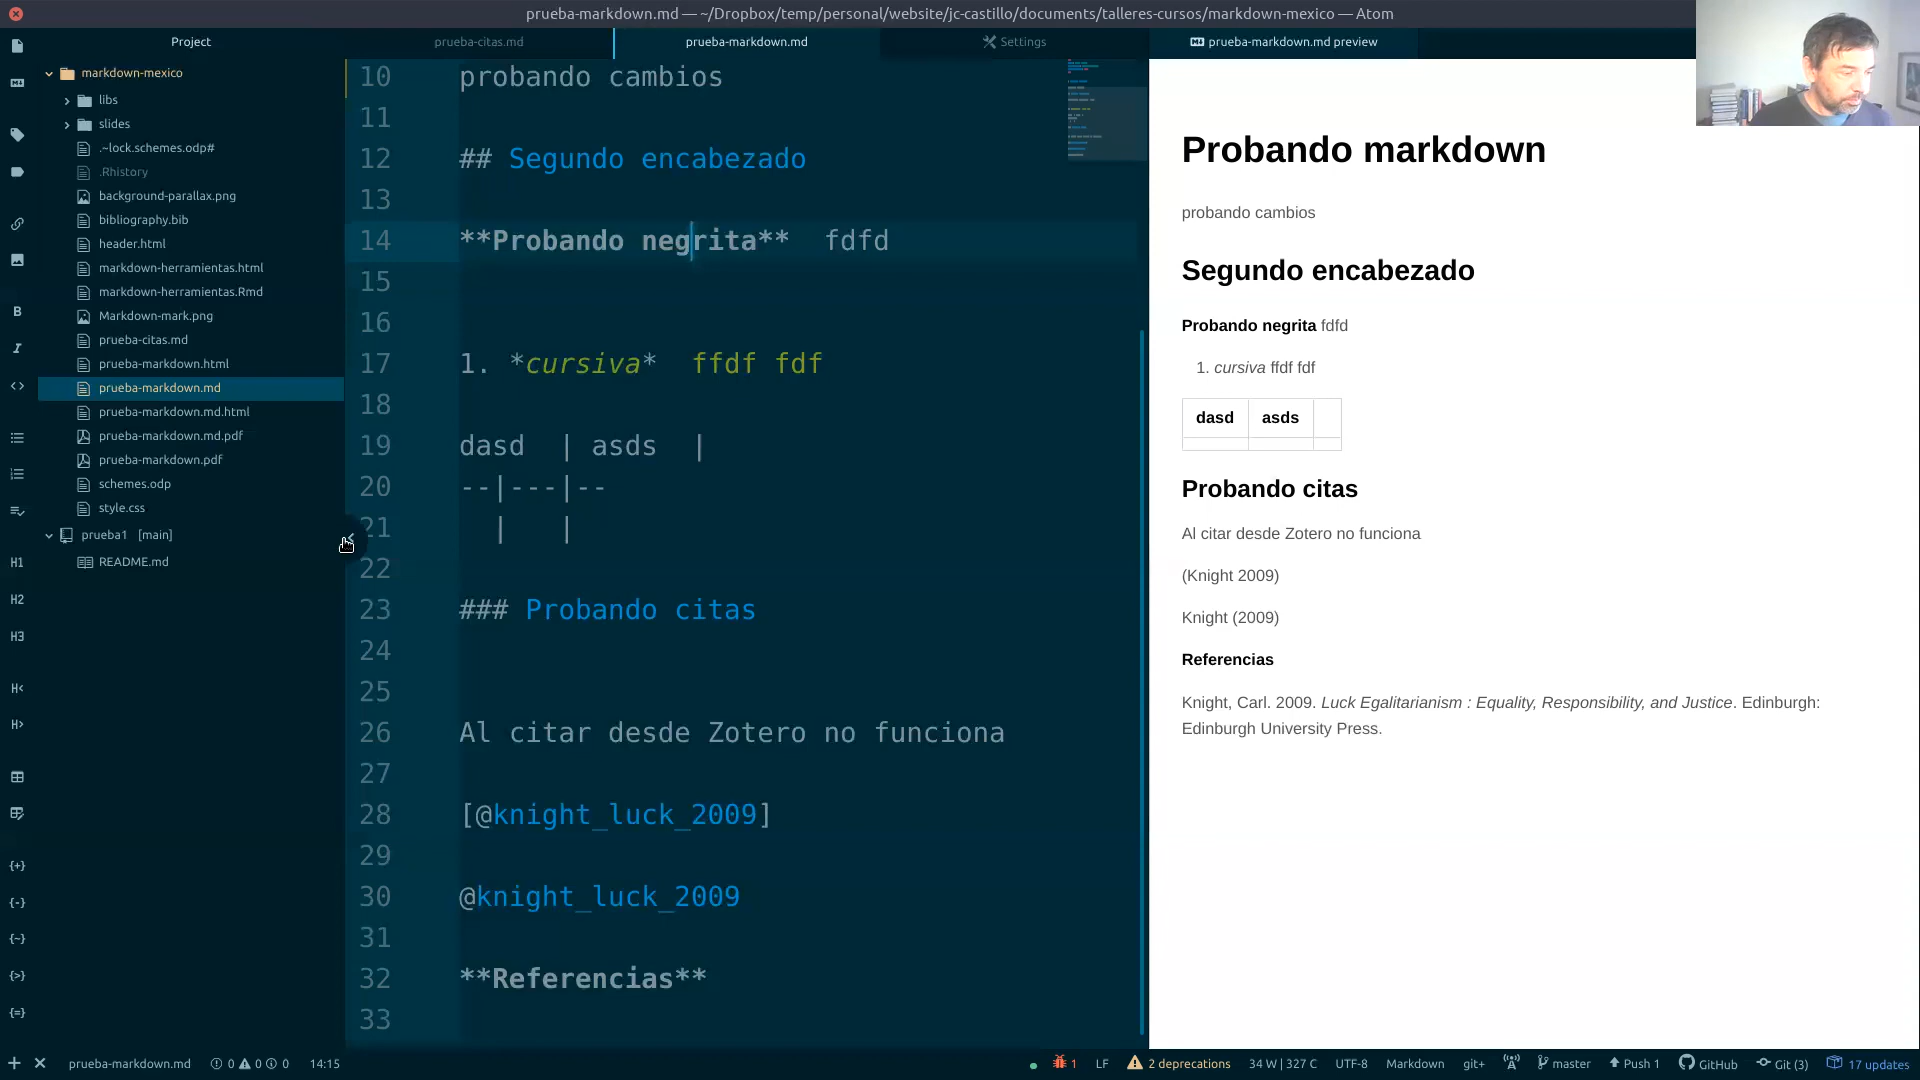 prueba-markdown.md — ~/Dropbox/temp/personal/website/jc-castillo/documents/talleres-cursos/markdown-mexico — Atom
Project
prueba-citas.md
prueba-markdown.md
Settings
prueba-markdown.md preview
markdown-mexico
libs
slides
.~lock.schemes.odp#
.Rhistory
background-parallax.png
bibliography.bib
header.html
markdown-herramientas.html
markdown-herramientas.Rmd
Markdown-mark.png
prueba-citas.md
prueba-markdown.html
prueba-markdown.md
prueba-markdown.md.html
prueba-markdown.md.pdf
prueba-markdown.pdf
schemes.odp
style.css
prueba1 [main]
README.md
B
I
<>
H1
H2
H3
H<
H>
{+}
{-}
{~}
{>}
{=}
10 probando cambios
11
12 ## Segundo encabezado
13
14 **Probando negrita**  fdfd
15
16
17 1. *cursiva*  ffdf fdf
18
19 dasd  | asds  |
20 --|---|--
21   |   |
22
23 ### Probando citas
24
25
26 Al citar desde Zotero no funciona
27
28 [@knight_luck_2009]
29
30 @knight_luck_2009
31
32 **Referencias**
33
Probando markdown
probando cambios
Segundo encabezado
Probando negrita fdfd
1. cursiva ffdf fdf
dasd asds
Probando citas
Al citar desde Zotero no funciona
(Knight 2009)
Knight (2009)
Referencias
Knight, Carl. 2009. Luck Egalitarianism : Equality, Responsibility, and Justice. Edinburgh:
Edinburgh University Press.
prueba-markdown.md 0 0 0 14:15 1 LF 2 deprecations 34 W | 327 C UTF-8 Markdown git+ master Push 1 GitHub Git (3) 17 updates